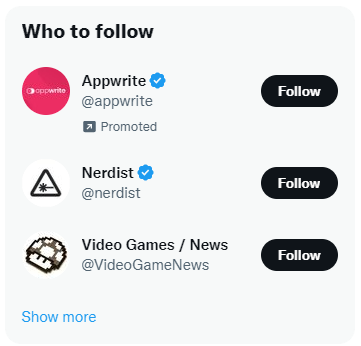 Who to follow
appwrite
Appwrite
@appwrite
Promoted
Follow
Nerdist
@nerdist
Follow
Video Games / News
@VideoGameNews
Follow
Show more